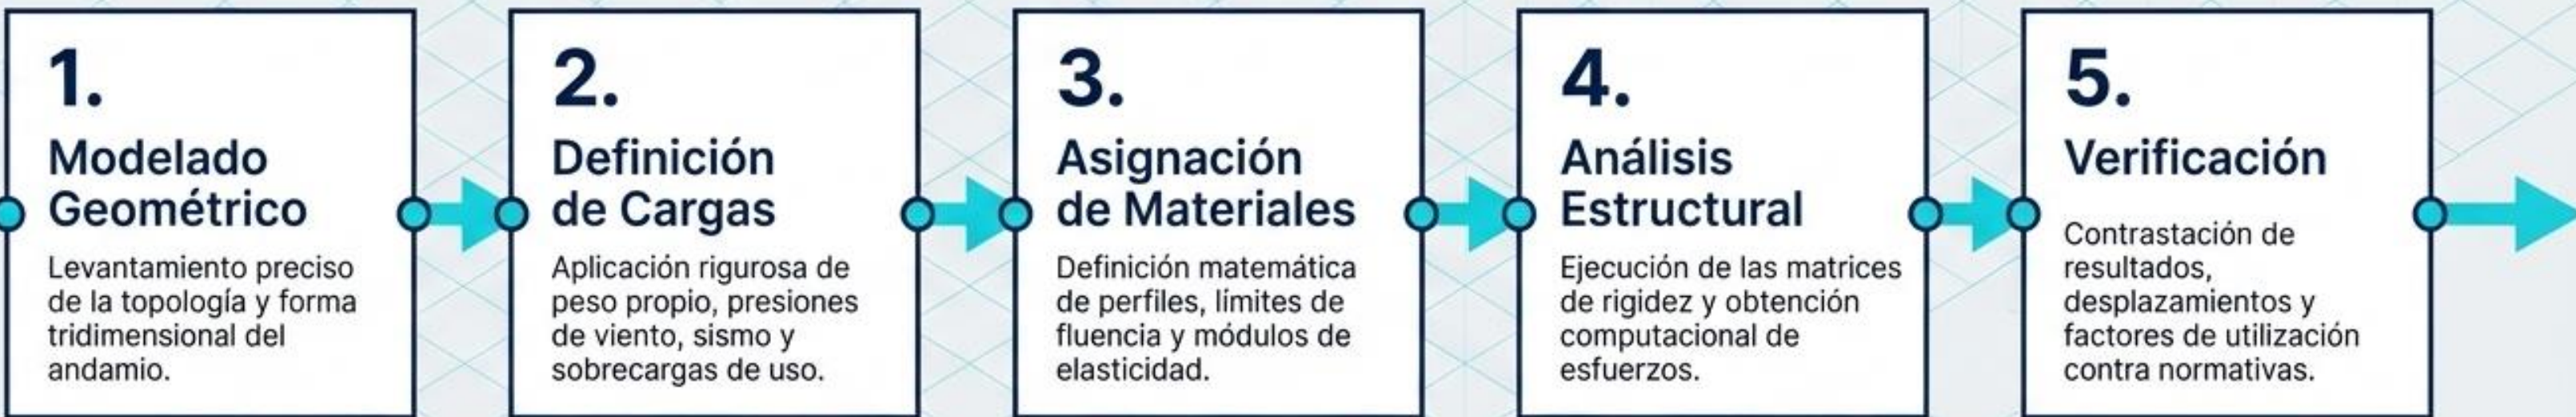 1.
Modelado
Geométrico
Levantamiento preciso
de la topología y forma
tridimensional del
andamio.
2.
Definición
de Cargas
Aplicación rigurosa de
peso propio, presiones
de viento, sismo y
sobrecargas de uso.
3.
Asignación
de Materiales
Definición matemática
de perfiles, límites de
fluencia y módulos de
elasticidad.
4.
Análisis
Estructural
Ejecución de las matrices
de rigidez y obtención
computacional de
esfuerzos.
5.
Verificación
Contrastación de
resultados,
desplazamientos y
factores de utilización
contra normativas.